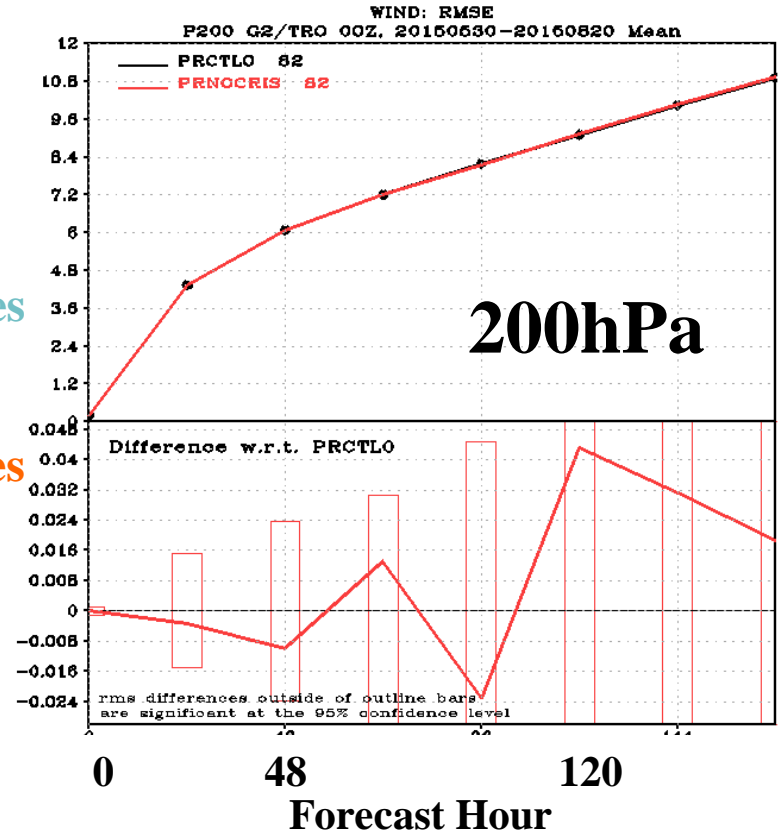 WIND: RMSE
P200 G2/TRO 00Z, 20150530-20160820 Mean
12
10.8
9.6
8.4
7.2
6
4.8
3.6
2.4
1.2
0
PRCTL0 82
PRNOCRIS 82
200hPa
es
es
Difference w.r.t. PRCTL0
0.048
0.04
0.032
0.024
0.016
0.008
0
-0.008
-0.016
-0.024
rms differences outside of outline bars
are significant at the 95% confidence level
0 48 120
Forecast Hour